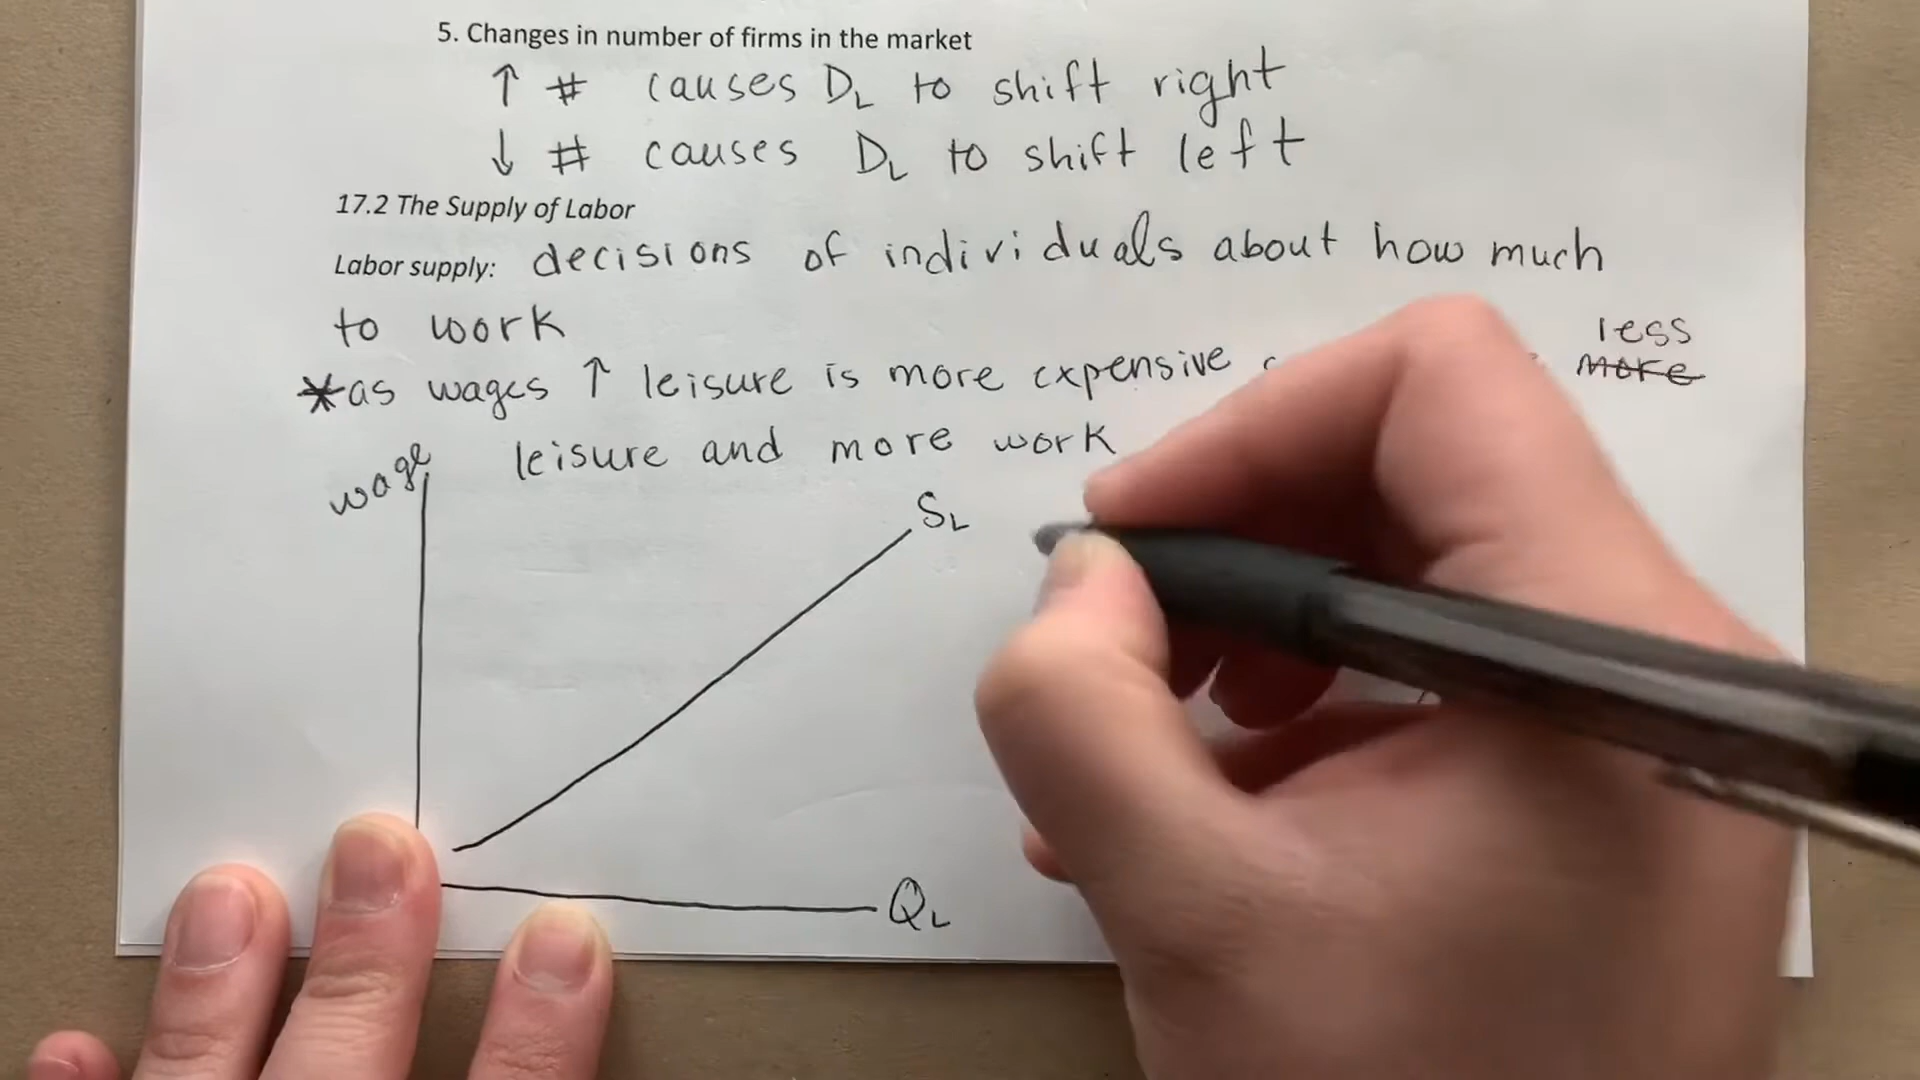 5. Changes in number of firms in the market
↑ # causes D_L to shift right
↓ # causes D_L to shift left
17.2 The Supply of Labor
Labor supply: decisions of individuals about how much
to work
less
*as wages ↑ leisure is more expensive more
leisure and more work
wage
S_L
Q_L